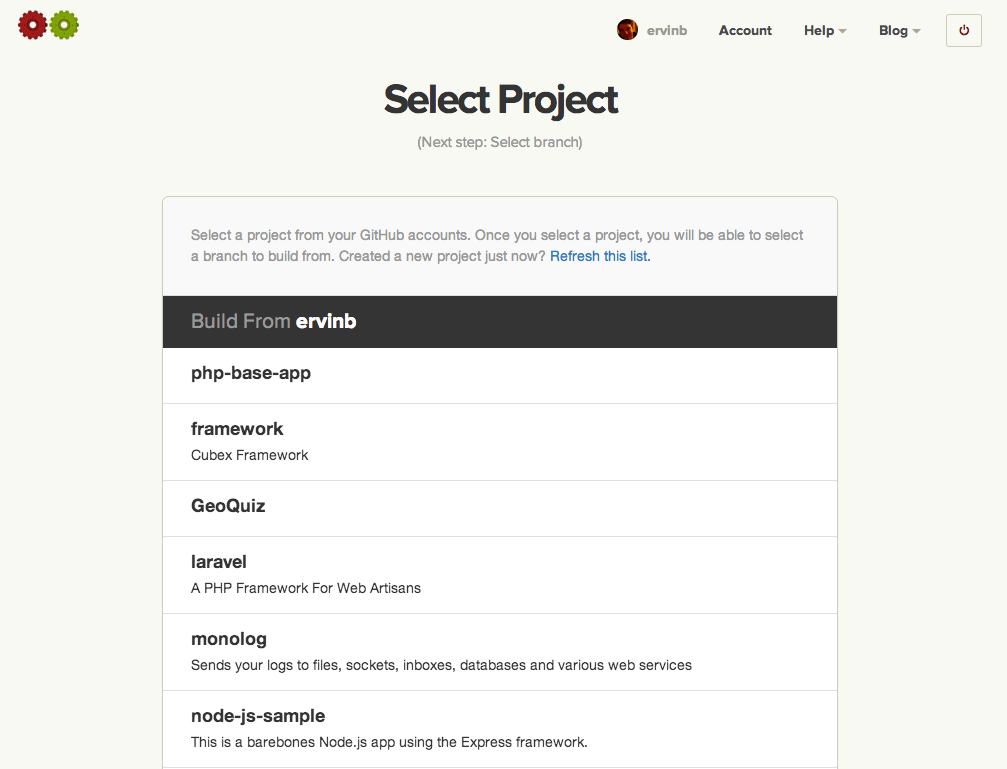 ervinb
Account
Help
Blog
Select Project
(Next step: Select branch)
Select a project from your GitHub accounts. Once you select a project, you will be able to select
a branch to build from. Created a new project just now? Refresh this list.
Build From ervinb
php-base-app
framework
Cubex Framework
GeoQuiz
laravel
A PHP Framework For Web Artisans
monolog
Sends your logs to files, sockets, inboxes, databases and various web services
node-js-sample
This is a barebones Node.js app using the Express framework.